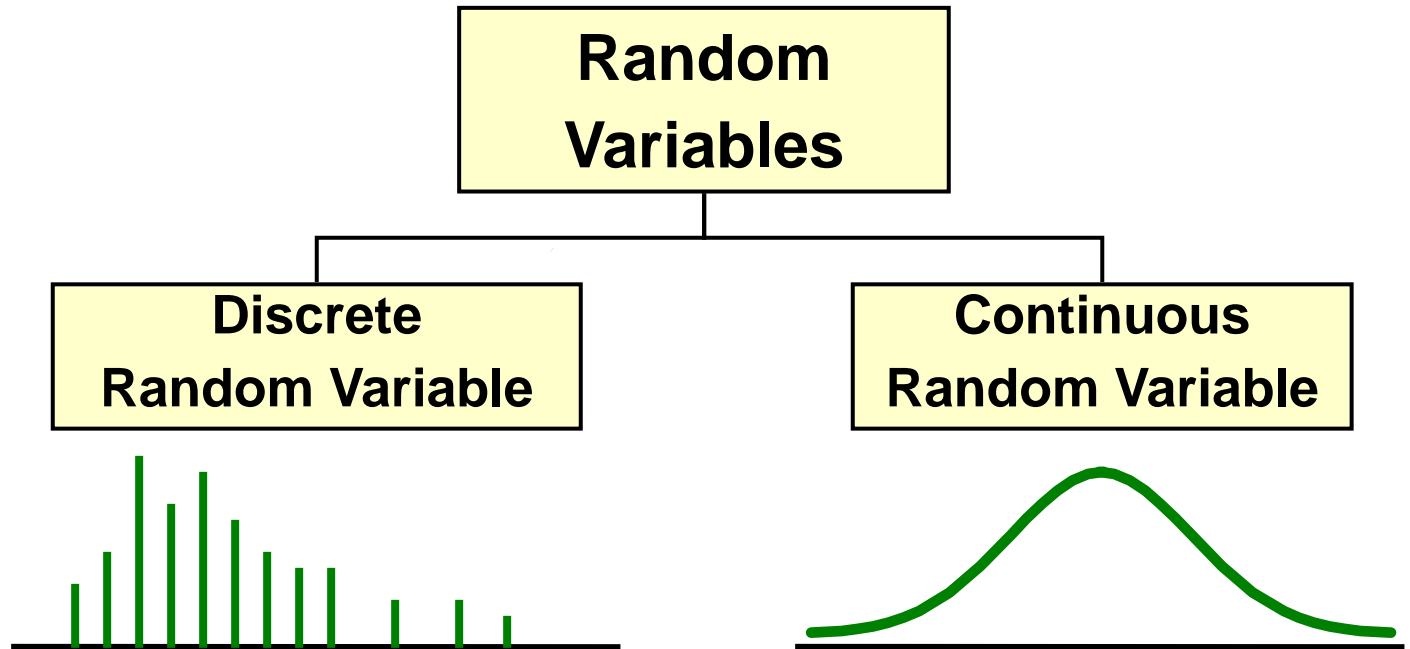 Random
Variables
Discrete
Random Variable
Continuous
Random Variable